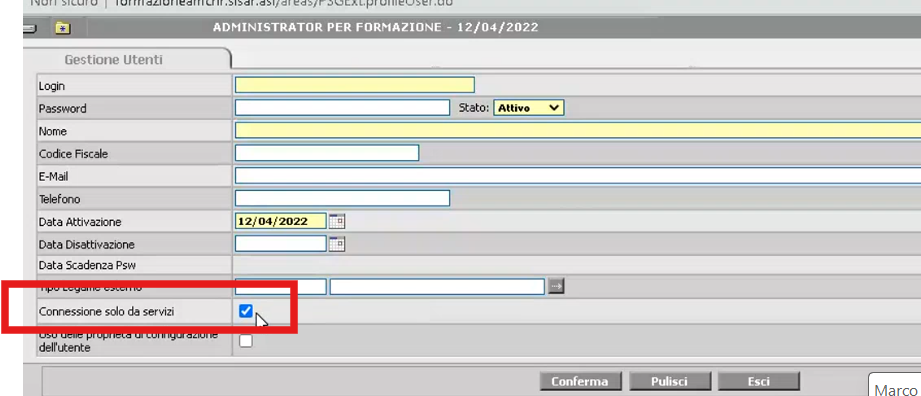 Non sicuro | formazioneamcnr.sisar.asl/areas/PSGExt.profileUser.do
ADMINISTRATOR PER FORMAZIONE - 12/04/2022
Gestione Utenti
Login
Password Stato: Attivo
Nome
Codice Fiscale
E-Mail
Telefono
Data Attivazione 12/04/2022
Data Disattivazione
Data Scadenza Psw
Tipo Legame esterno
Connessione solo da servizi
Uso delle proprietà di configurazione
dell'utente
Conferma Pulisci Esci
Marco